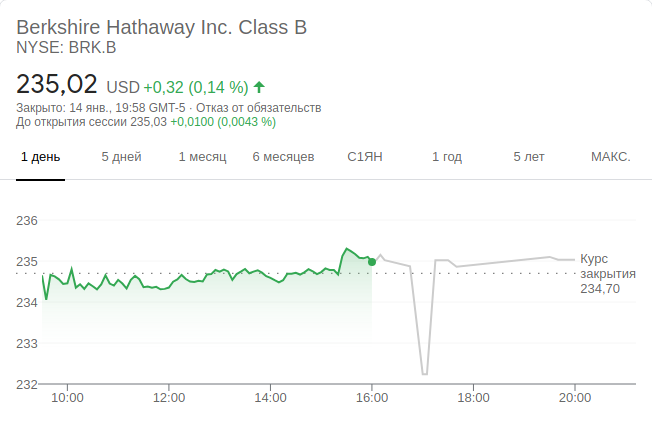 Berkshire Hathaway Inc. Class B
NYSE: BRK.B
235,02 USD +0,32 (0,14 %)
Закрыто: 14 янв., 19:58 GMT-5 · Отказ от обязательств
До открытия сессии 235,03 +0,0100 (0,0043 %)
1 день 5 дней 1 месяц 6 месяцев С1ЯН 1 год 5 лет МАКС.
236
235
234
233
232
Курс
закрытия
234,70
10:00 12:00 14:00 16:00 18:00 20:00